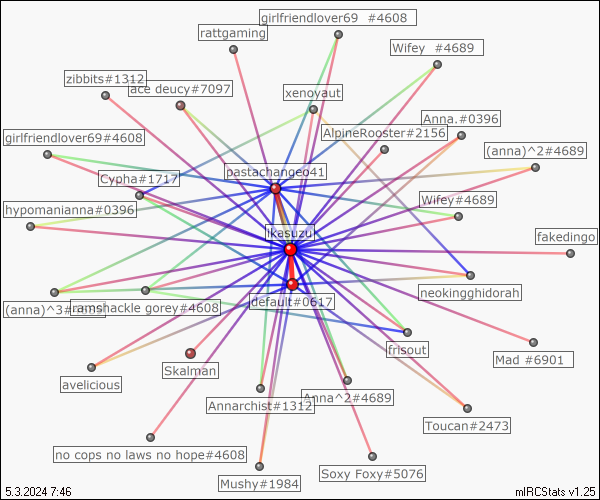 girlfriendlover69  #4608
rattgaming
Wifey  #4689
zibbits#1312
ace deucy#7097
xenoyaut
Anna.#0396
AlpineRooster#2156
girlfriendlover69#4608
(anna)^2#4689
pastachangeo41
Cypha#1717
Wifey#4689
hypomanianna#0396
ikasuzu
fakedingo
neokingghidorah
default#0617
(anna)^3#4689
ramshackle gorey#4608
frisout
Mad #6901
Skalman
avelicious
Anna^2#4689
Annarchist#1312
Toucan#2473
no cops no laws no hope#4608
Soxy Foxy#5076
Mushy#1984
5.3.2024 7:46
mIRCStats v1.25